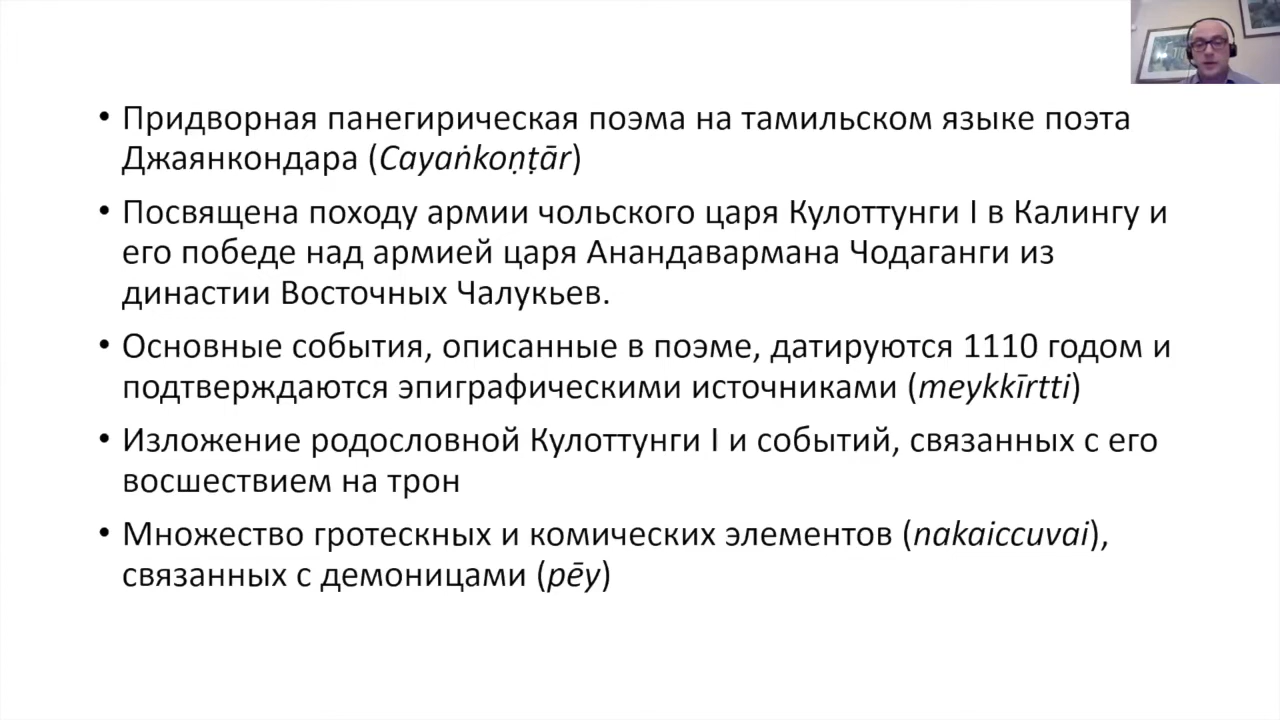 • Придворная панегирическая поэма на тамильском языке поэта
Джаянкондара (Cayaṅkoṇṭār)
• Посвящена походу армии чольского царя Кулоттунги I в Калингу и
его победе над армией царя Анандавармана Чодаганги из
династии Восточных Чалукьев.
• Основные события, описанные в поэме, датируются 1110 годом и
подтверждаются эпиграфическими источниками (meykkīrtti)
• Изложение родословной Кулоттунги I и событий, связанных с его
восшествием на трон
• Множество гротескных и комических элементов (nakaiccuvai),
связанных с демоницами (pēy)